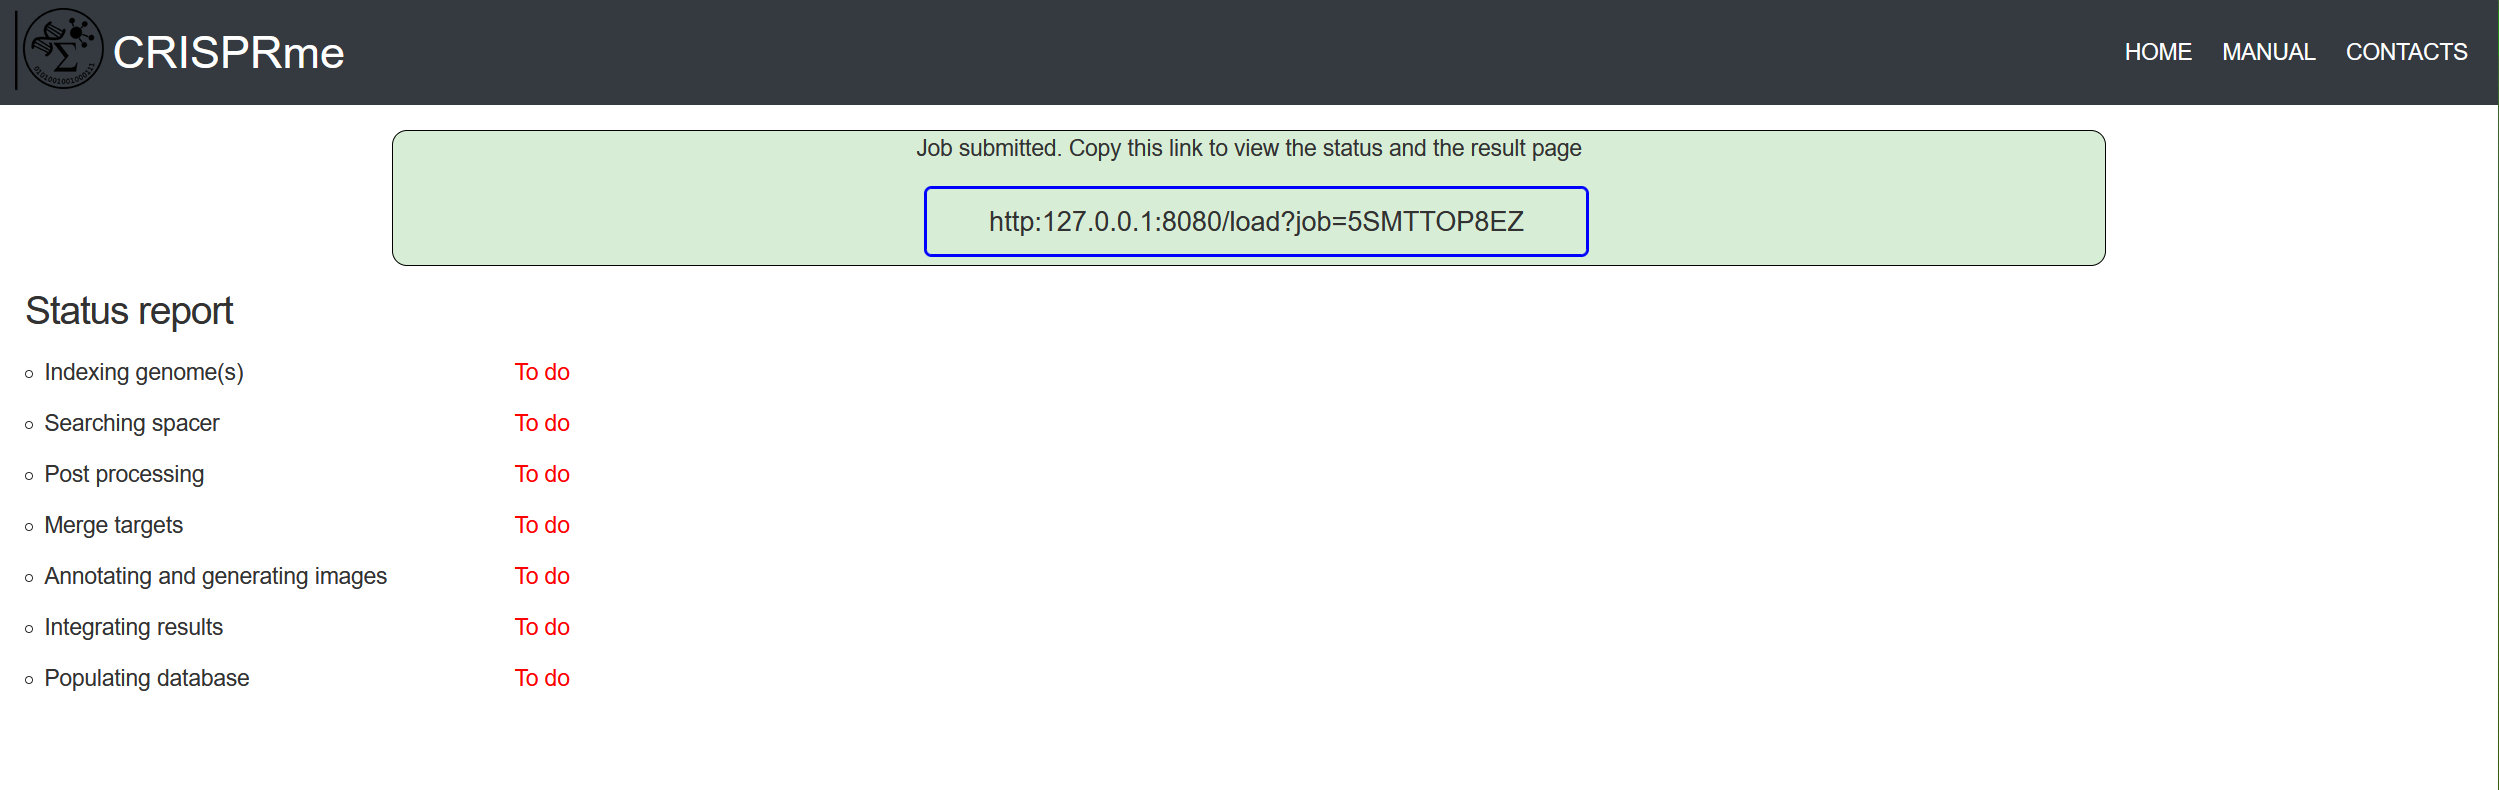 CRISPRme
HOME MANUAL CONTACTS
Job submitted. Copy this link to view the status and the result page
http:127.0.0.1:8080/load?job=5SMTTOP8EZ
Status report
Indexing genome(s) To do
Searching spacer To do
Post processing To do
Merge targets To do
Annotating and generating images To do
Integrating results To do
Populating database To do